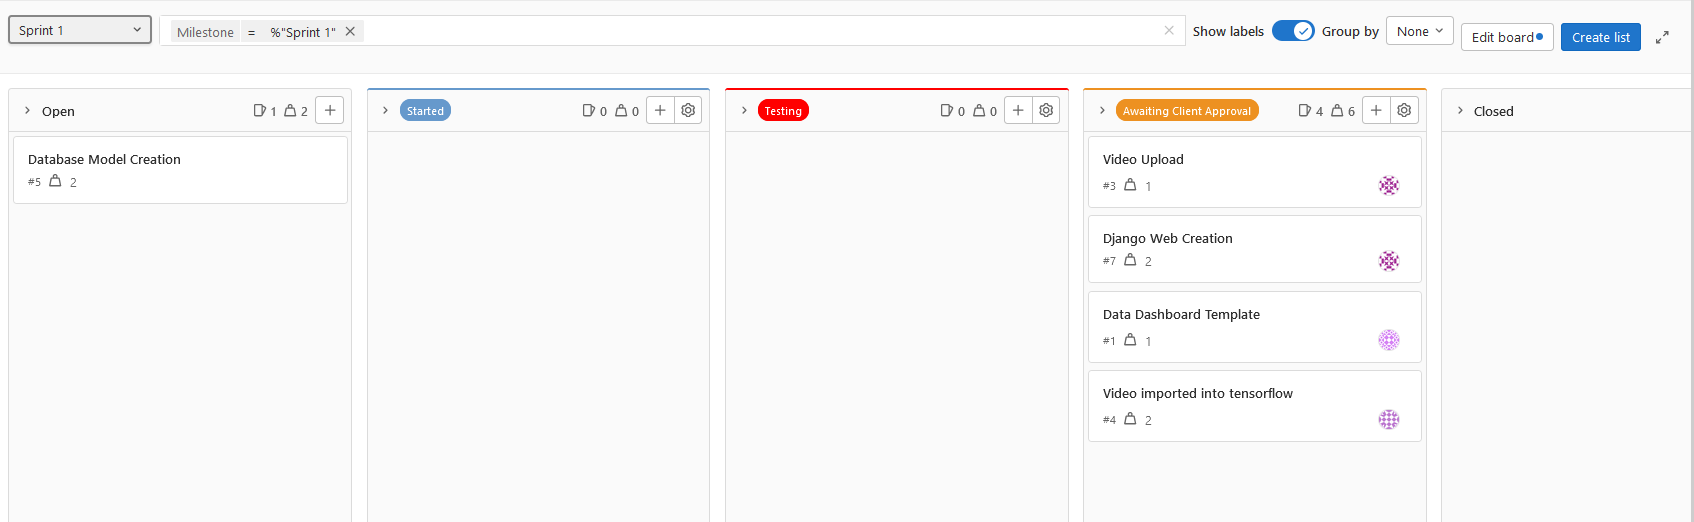 Sprint 1
Milestone = %"Sprint 1"
Show labels
Group by
None
Edit board
Create list
Open 1 2
Started 0 0
Testing 0 0
Awaiting Client Approval 4 6
Closed
Database Model Creation
#5 2
Video Upload
#3 1
Django Web Creation
#7 2
Data Dashboard Template
#1 1
Video imported into tensorflow
#4 2